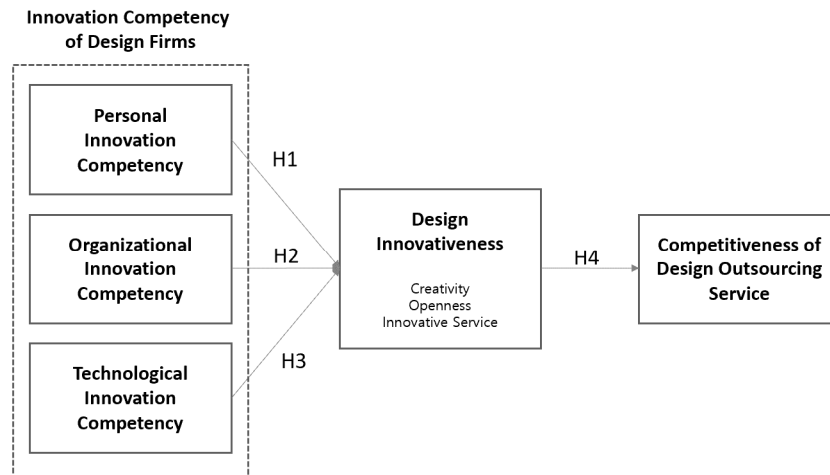 Innovation Competency
of Design Firms
Personal
Innovation
Competency
H1
Organizational
Innovation
Competency
H2
Technological
Innovation
Competency
H3
Design
Innovativeness
Creativity
Openness
Innovative Service
H4
Competitiveness of
Design Outsourcing
Service